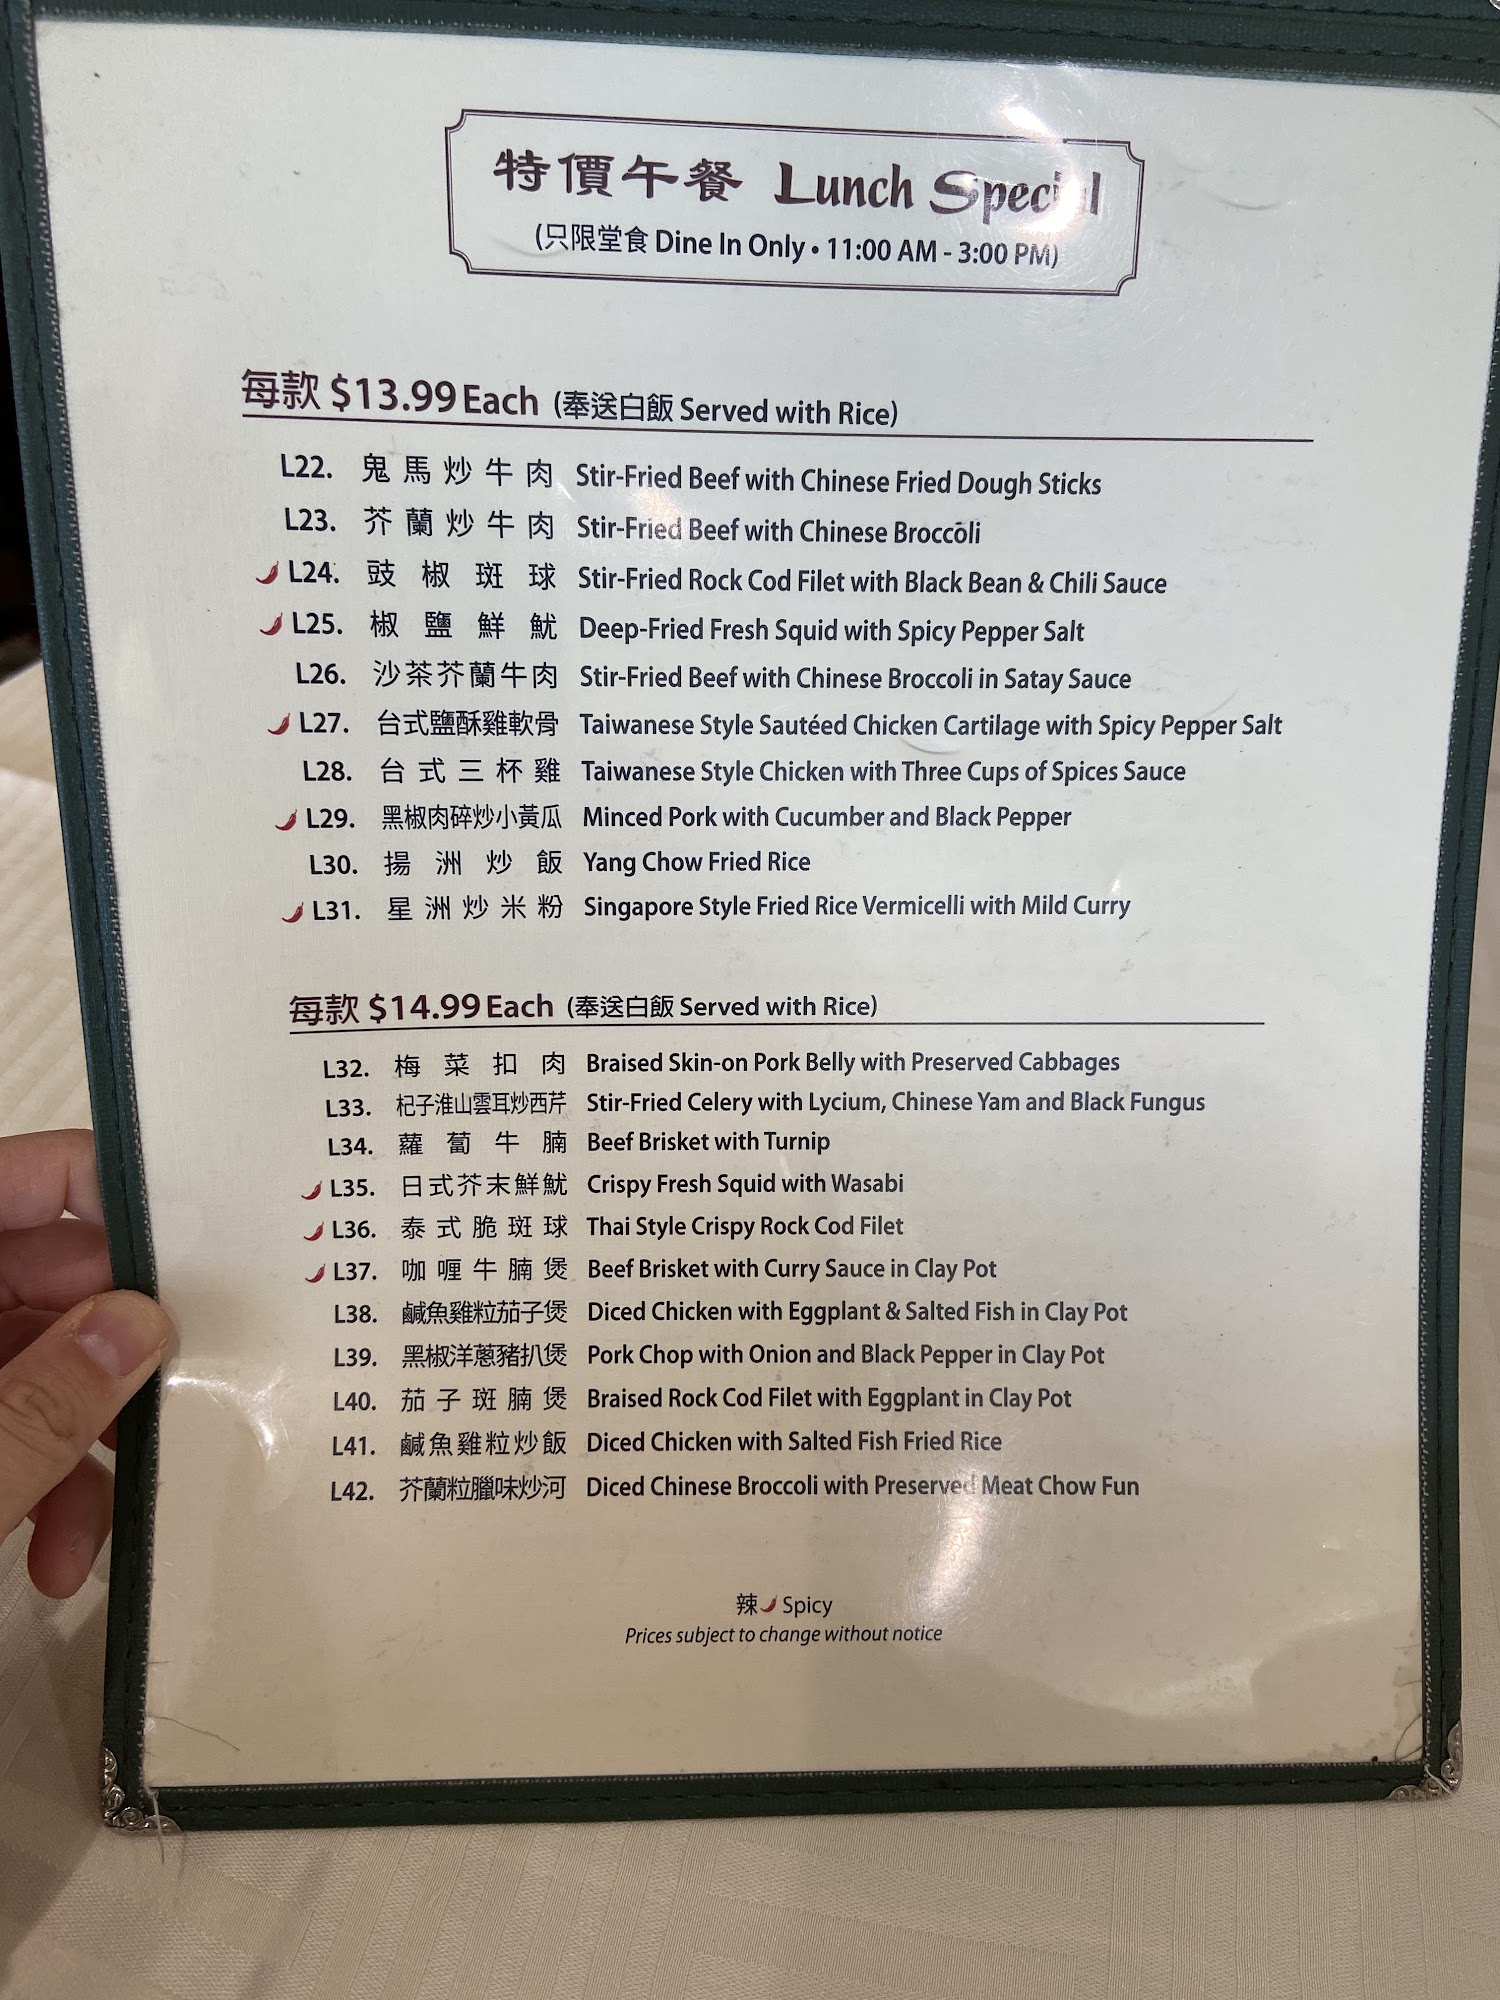 特價午餐 Lunch Special
(只限堂食 Dine In Only • 11:00 AM - 3:00 PM)
每款 $13.99 Each (奉送白飯 Served with Rice)
L22. 鬼馬炒牛肉 Stir-Fried Beef with Chinese Fried Dough Sticks
L23. 芥蘭炒牛肉 Stir-Fried Beef with Chinese Broccoli
L24. 豉椒斑球 Stir-Fried Rock Cod Filet with Black Bean & Chili Sauce
L25. 椒鹽鮮魷 Deep-Fried Fresh Squid with Spicy Pepper Salt
L26. 沙茶芥蘭牛肉 Stir-Fried Beef with Chinese Broccoli in Satay Sauce
L27. 台式鹽酥雞軟骨 Taiwanese Style Sautéed Chicken Cartilage with Spicy Pepper Salt
L28. 台式三杯雞 Taiwanese Style Chicken with Three Cups of Spices Sauce
L29. 黑椒肉碎炒小黃瓜 Minced Pork with Cucumber and Black Pepper
L30. 揚洲炒飯 Yang Chow Fried Rice
L31. 星洲炒米粉 Singapore Style Fried Rice Vermicelli with Mild Curry
每款 $14.99 Each (奉送白飯 Served with Rice)
L32. 梅菜扣肉 Braised Skin-on Pork Belly with Preserved Cabbages
L33. 杞子淮山雲耳炒西芹 Stir-Fried Celery with Lycium, Chinese Yam and Black Fungus
L34. 蘿蔔牛腩 Beef Brisket with Turnip
L35. 日式芥末鮮魷 Crispy Fresh Squid with Wasabi
L36. 泰式脆斑球 Thai Style Crispy Rock Cod Filet
L37. 咖喱牛腩煲 Beef Brisket with Curry Sauce in Clay Pot
L38. 鹹魚雞粒茄子煲 Diced Chicken with Eggplant & Salted Fish in Clay Pot
L39. 黑椒洋蔥豬扒煲 Pork Chop with Onion and Black Pepper in Clay Pot
L40. 茄子斑腩煲 Braised Rock Cod Filet with Eggplant in Clay Pot
L41. 鹹魚雞粒炒飯 Diced Chicken with Salted Fish Fried Rice
L42. 芥蘭粒臘味炒河 Diced Chinese Broccoli with Preserved Meat Chow Fun
辣 Spicy
Prices subject to change without notice